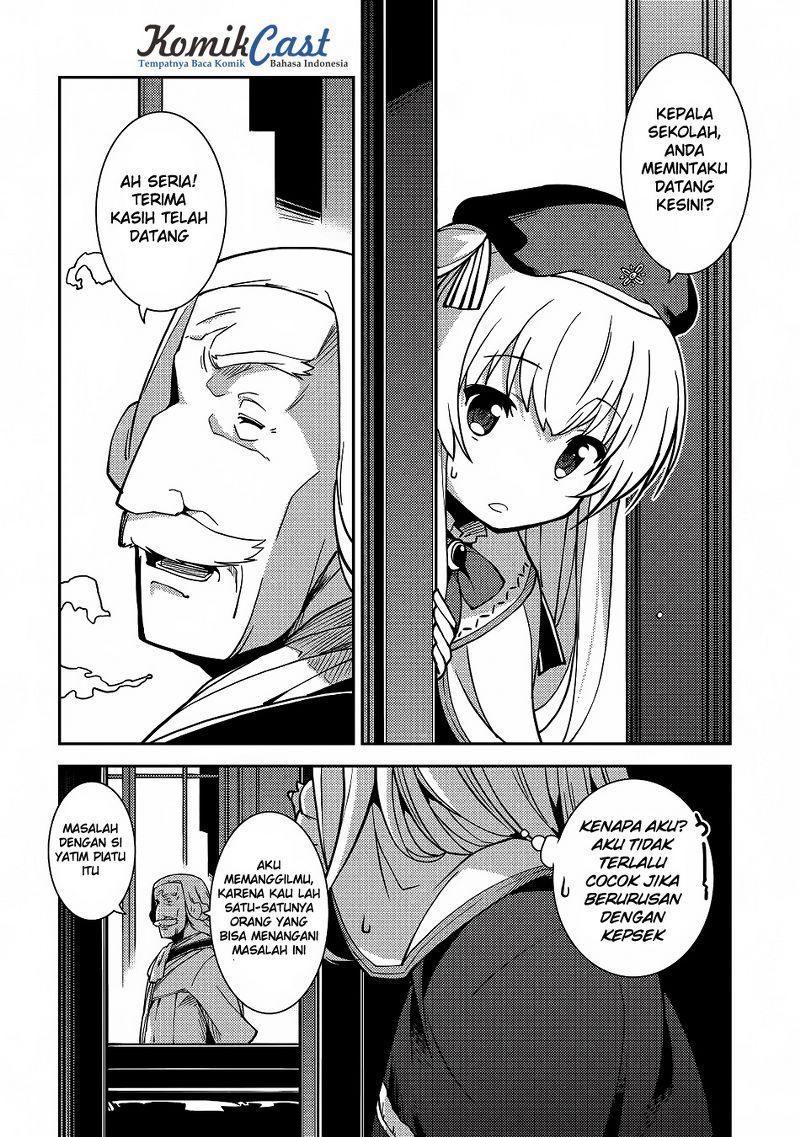 KomikCast
Tempatnya Baca Komik Bahasa Indonesia
KEPALA
SEKOLAH,
ANDA
MEMINTAKU
DATANG
KESINI?
AH SERIA!
TERIMA
KASIH TELAH
DATANG
KENAPA AKU?
AKU TIDAK
TERLALU
COCOK JIKA
BERURUSAN
DENGAN
KEPSEK
AKU
MEMANGGILMU,
KARENA KAU LAH
SATU-SATUNYA
ORANG YANG
BISA MENANGANI
MASALAH INI
MASALAH
DENGAN SI
YATIM PIATU
ITU